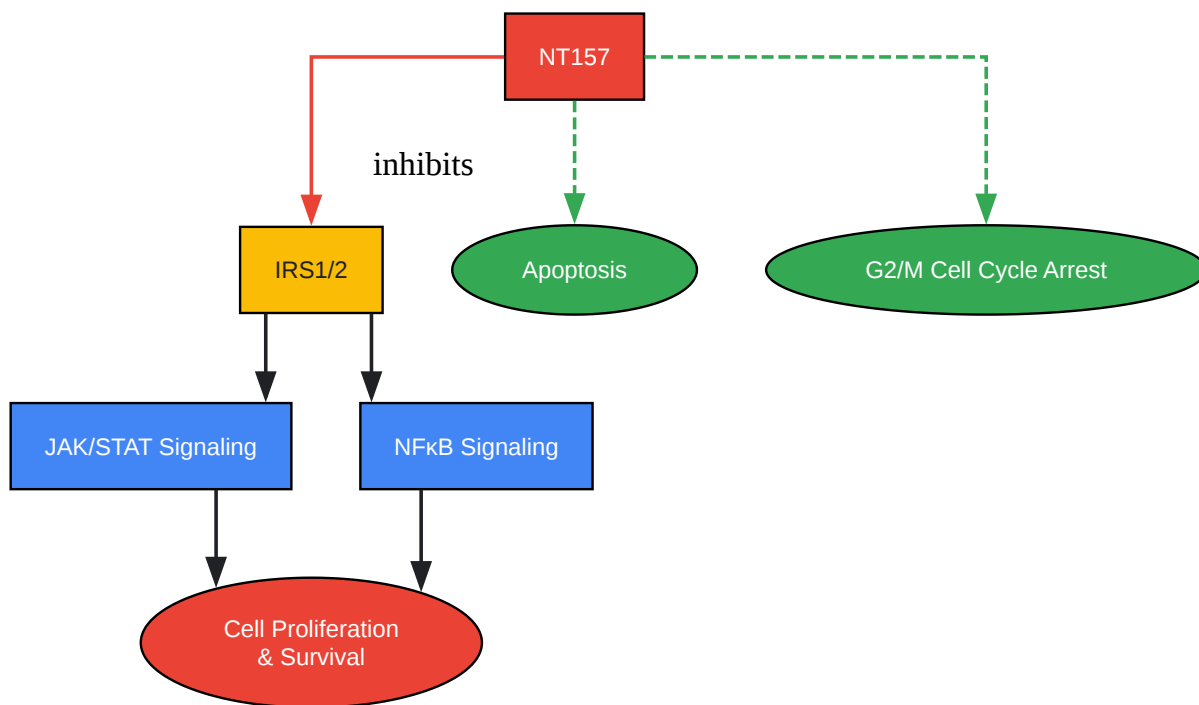 NT157
inhibits
IRS1/2
Apoptosis
G2/M Cell Cycle Arrest
JAK/STAT Signaling
NFκB Signaling
Cell Proliferation
& Survival